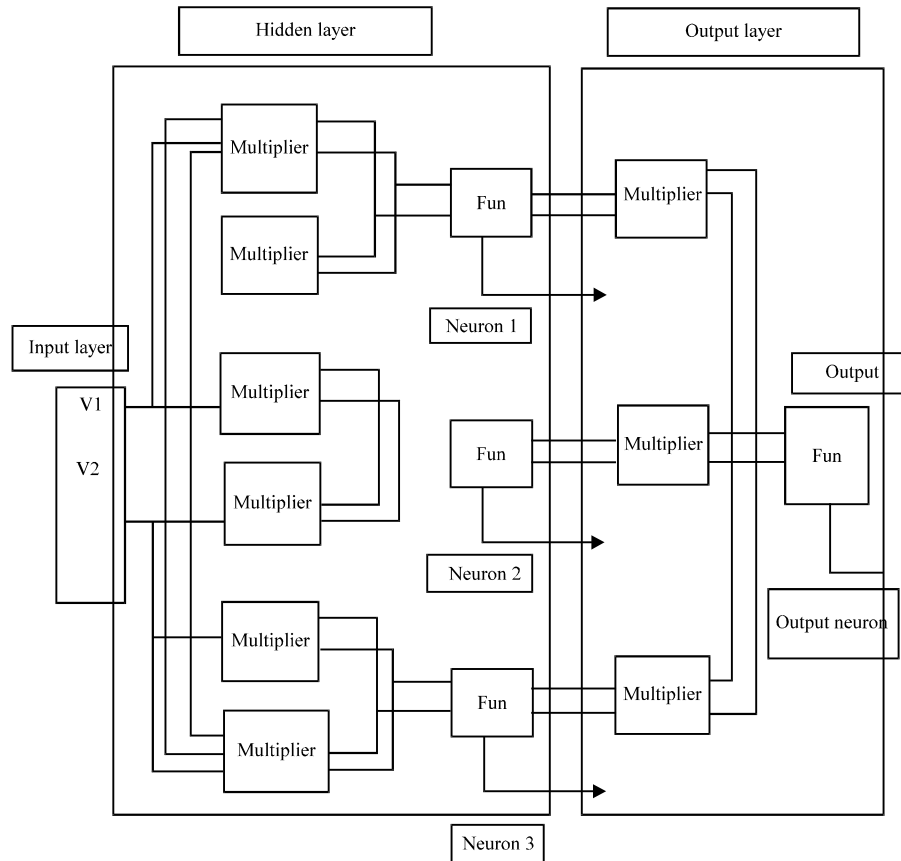 Hidden layer
Output layer
Multiplier
Multiplier
Fun
Multiplier
Neuron 1
Input layer
V1
V2
Multiplier
Multiplier
Fun
Multiplier
Output
Fun
Neuron 2
Output neuron
Multiplier
Multiplier
Fun
Multiplier
Neuron 3